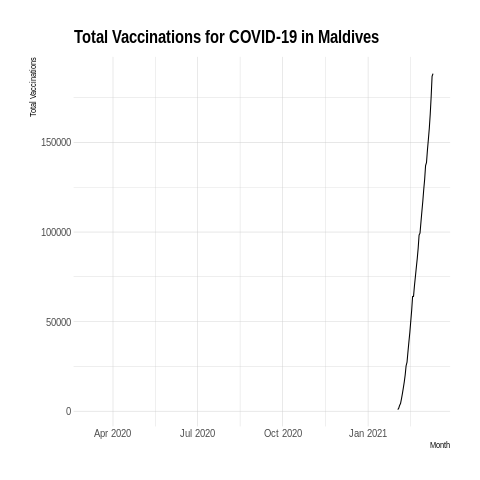 Total Vaccinations for COVID-19 in Maldives
Total Vaccinations
150000
100000
50000
0
Apr 2020 Jul 2020 Oct 2020 Jan 2021
Month